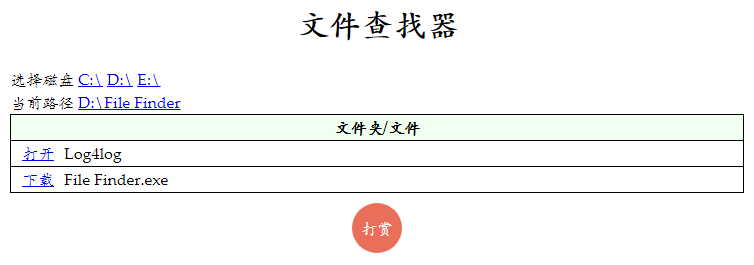 文件查找器
选择磁盘 C:\ D:\ E:\
当前路径 D:\File Finder
文件夹/文件
打开 Log4log
下载 File Finder.exe
打赏